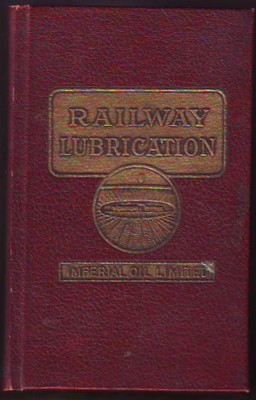 RAILWAY
LUBRICATION
IMPERIAL OIL LIMITED